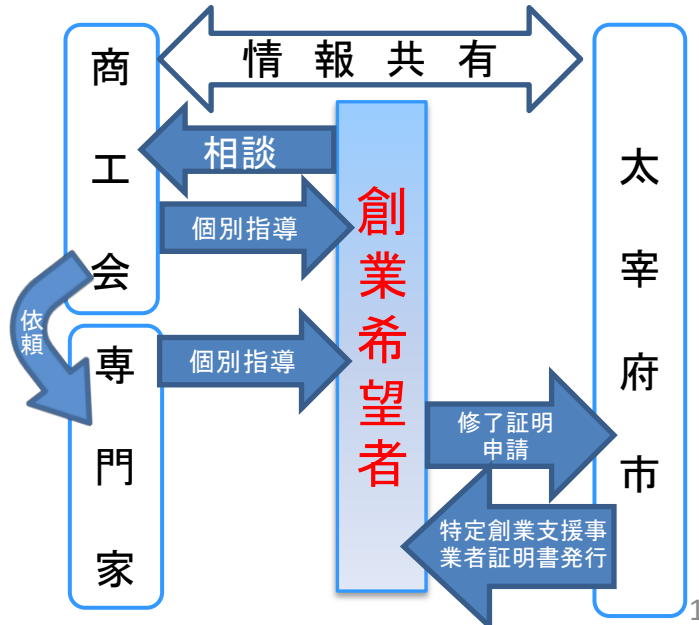 情報共有
商工会
相談
個別指導
依頼
専門家
個別指導
創業希望者
太宰府市
修了証明
申請
特定創業支援事
業者証明書発行
1